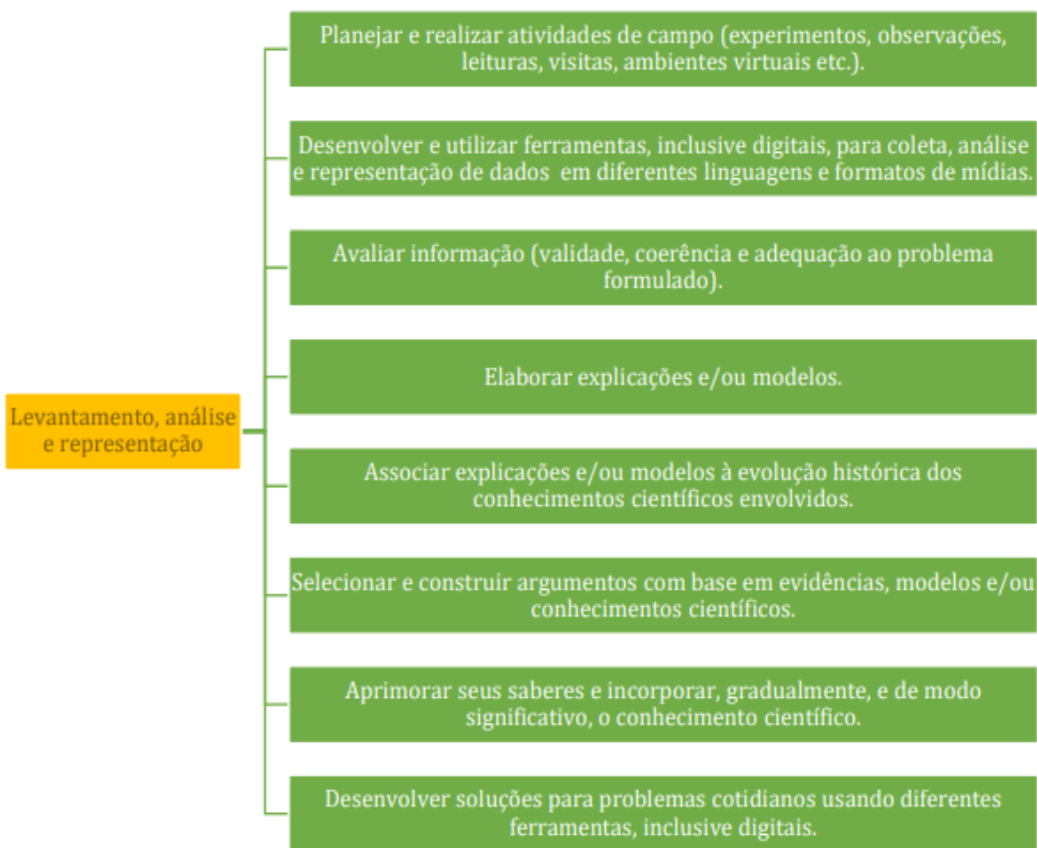 Planejar e realizar atividades de campo (experimentos, observações,
leituras, visitas, ambientes virtuais etc.).
Desenvolver e utilizar ferramentas, inclusive digitais, para coleta, análise
e representação de dados em diferentes linguagens e formatos de mídias.
Avaliar informação (validade, coerência e adequação ao problema
formulado).
Elaborar explicações e/ou modelos.
Levantamento, análise
e representação
Associar explicações e/ou modelos à evolução histórica dos
conhecimentos científicos envolvidos.
Selecionar e construir argumentos com base em evidências, modelos e/ou
conhecimentos científicos.
Aprimorar seus saberes e incorporar, gradualmente, e de modo
significativo, o conhecimento científico.
Desenvolver soluções para problemas cotidianos usando diferentes
ferramentas, inclusive digitais.